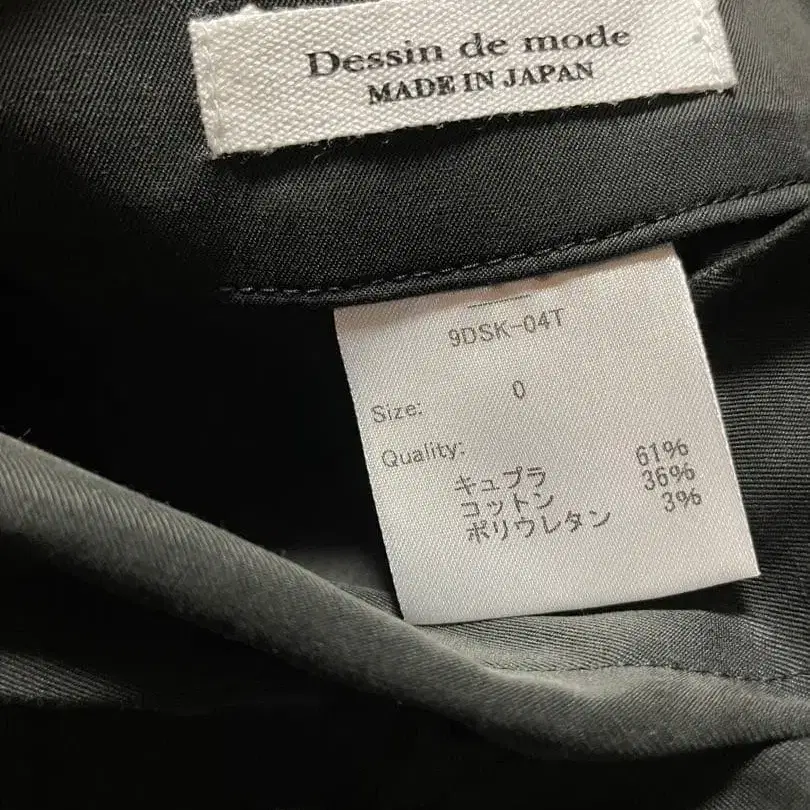 Dessin de mode
MADE IN JAPAN
9DSK-04T
Size: 0
Quality:
キュプラ 61%
コットン 36%
ポリウレタン 3%